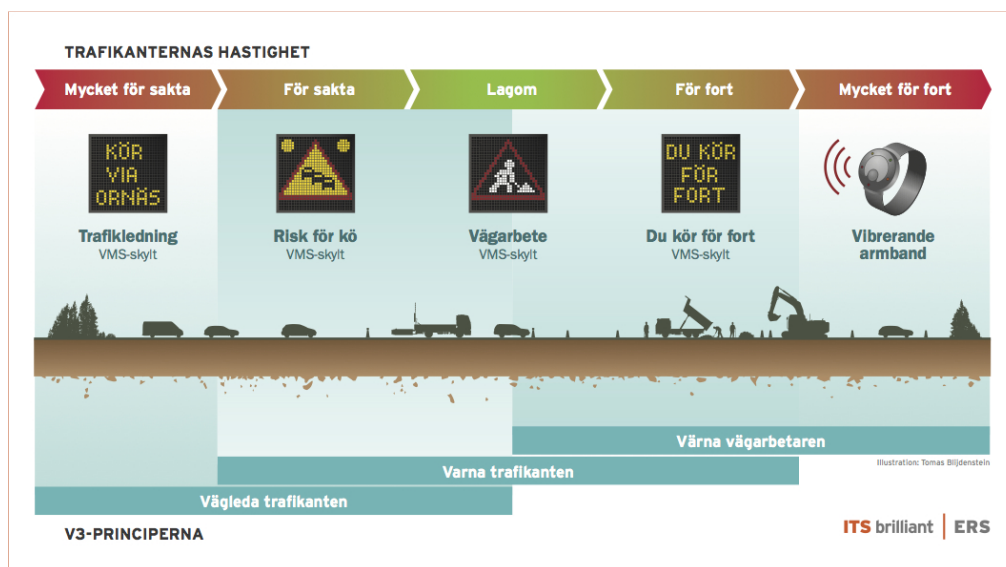 TRAFIKANTERNAS HASTIGHET
Mycket för sakta
För sakta
Lagom
För fort
Mycket för fort
KÖR
VIA
ORNÄS
DU KÖR
FÖR
FORT
Trafikledning
VMS-skylt
Risk för kö
VMS-skylt
Vägarbete
VMS-skylt
Du kör för fort
VMS-skylt
Vibrerande
armband
Värna vägarbetaren
Illustration: Tomas Blijdenstein
Varna trafikanten
Vägleda trafikanten
V3-PRINCIPERNA
ITS brilliant | ERS